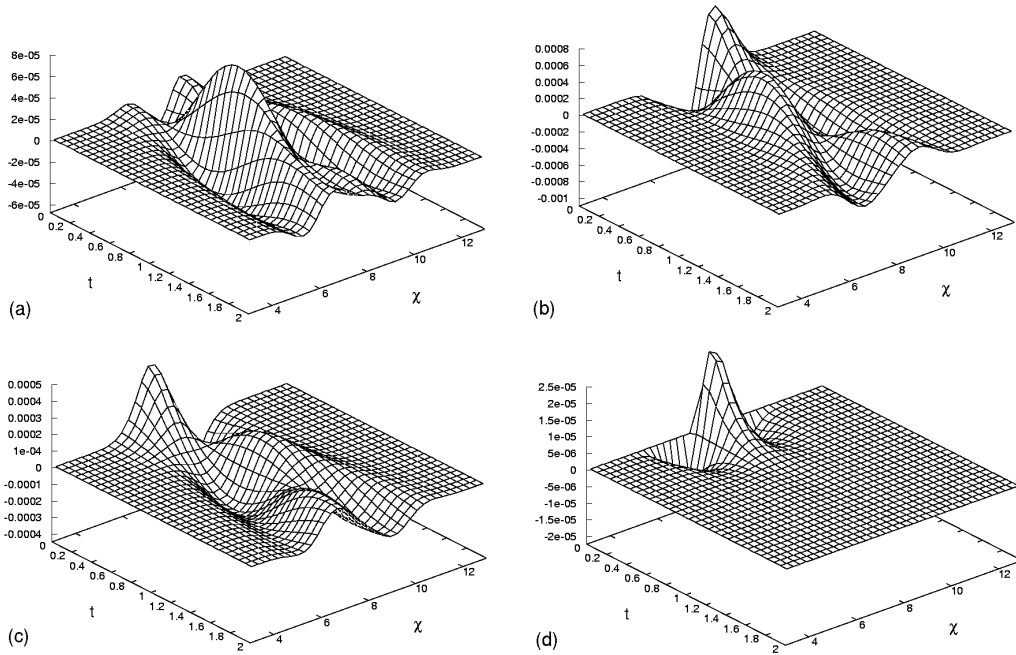 (a)
8e-05
6e-05
4e-05
2e-05
0
-2e-05
-4e-05
-6e-05
0
0.2
0.4
0.6
0.8
1
1.2
1.4
1.6
1.8
2
t
4
6
8
10
12
χ
(b)
0.0008
0.0006
0.0004
0.0002
0
-0.0002
-0.0004
-0.0006
-0.0008
-0.001
0
0.2
0.4
0.6
0.8
1
1.2
1.4
1.6
1.8
2
t
4
6
8
10
12
χ
(c)
0.0005
0.0004
0.0003
0.0002
1e-04
0
-0.0001
-0.0002
-0.0003
-0.0004
0
0.2
0.4
0.6
0.8
1
1.2
1.4
1.6
1.8
2
t
4
6
8
10
12
χ
(d)
2.5e-05
2e-05
1.5e-05
1e-05
5e-06
0
-5e-06
-1e-05
-1.5e-05
-2e-05
0
0.2
0.4
0.6
0.8
1
1.2
1.4
1.6
1.8
2
t
4
6
8
10
12
χ